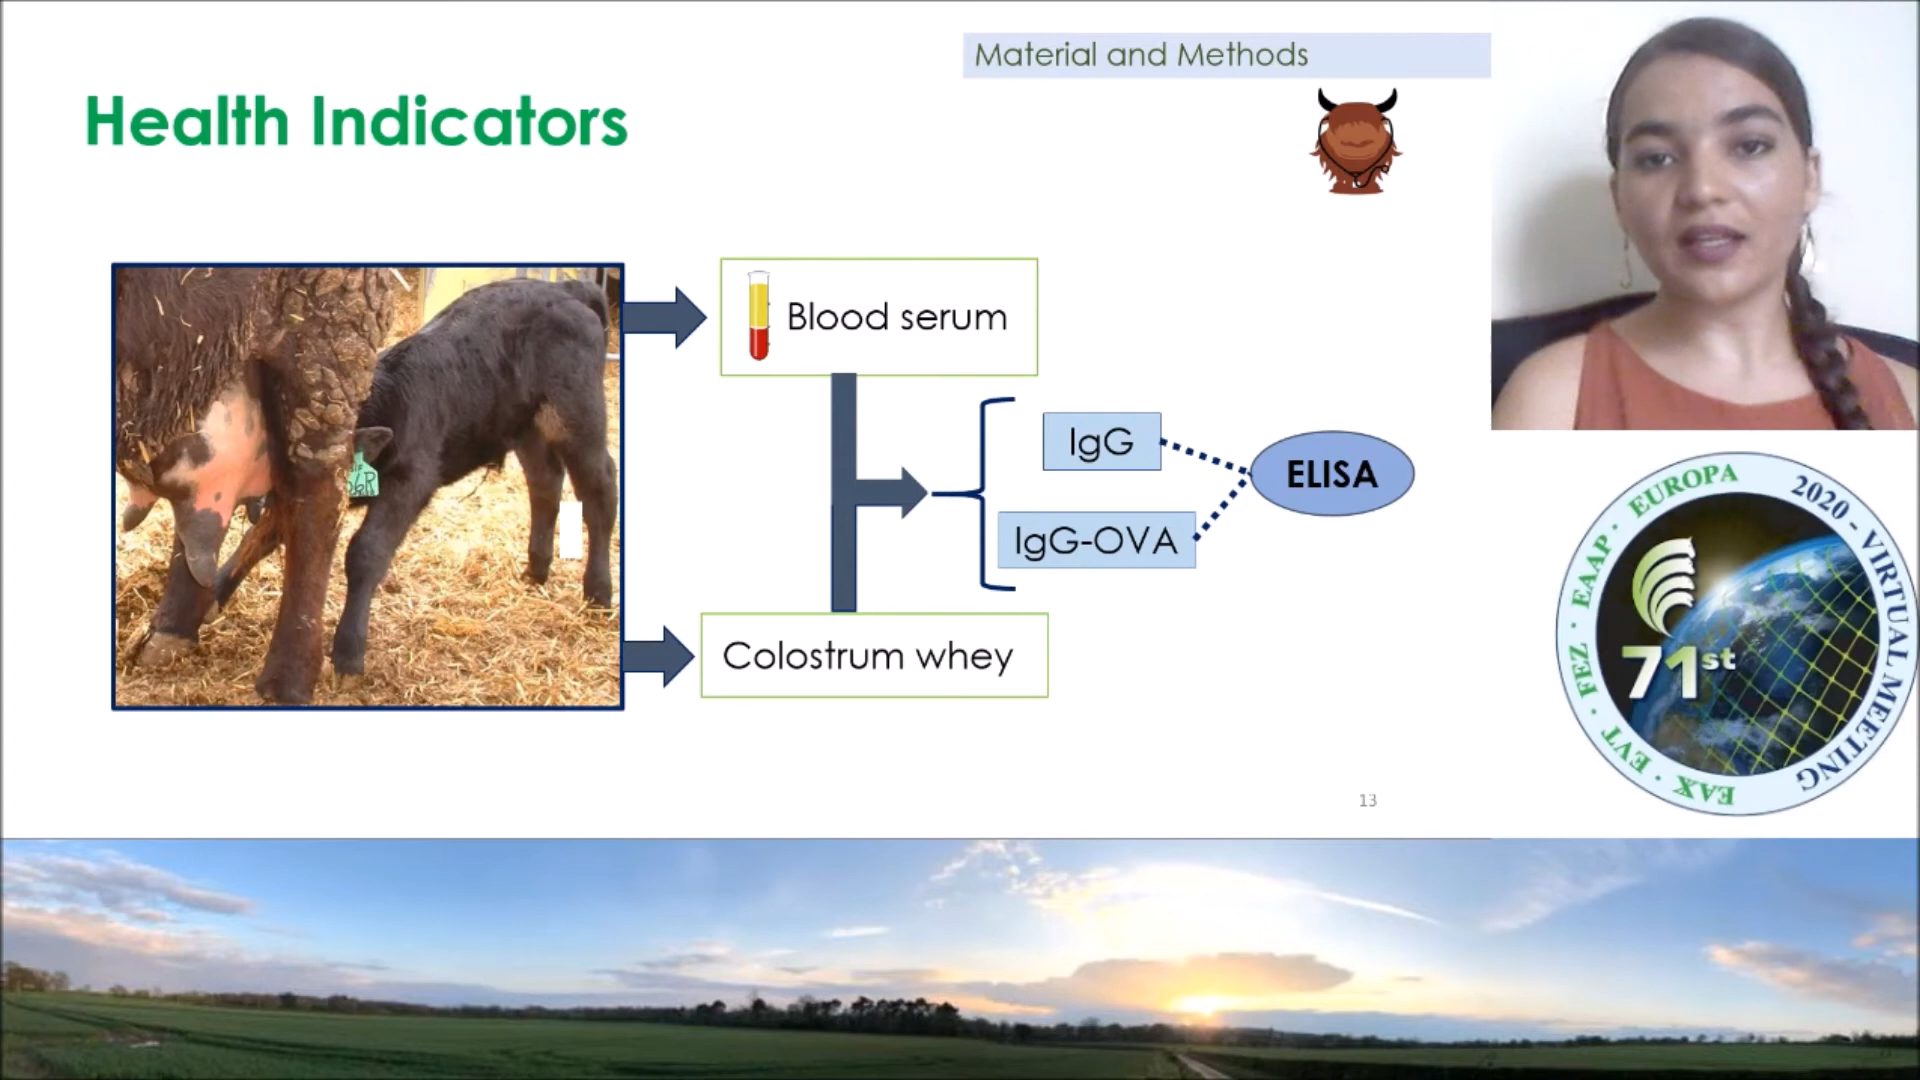 Material and Methods
Health Indicators
Blood serum
IgG
ELISA
IgG-OVA
Colostrum whey
13
EAAP · EUROPA
2020 - VIRTUAL MEETING
FEZ · EVT · EAX
71st